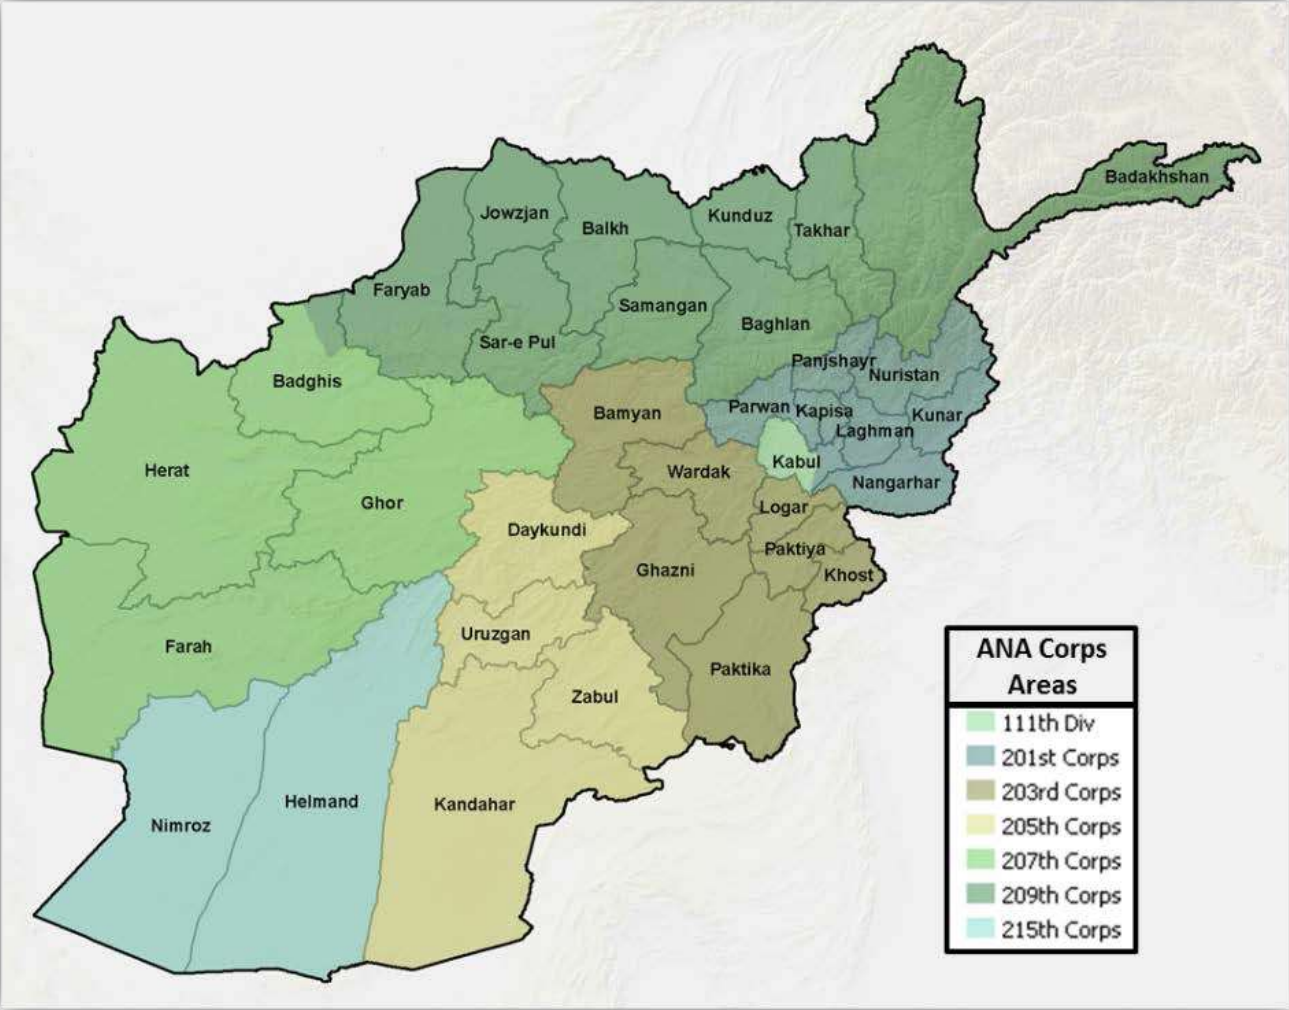 Badakhshan
Jowzjan
Balkh
Kunduz
Takhar
Faryab
Samangan
Baghlan
Sar-e Pul
Panjshayr
Nuristan
Badghis
Bamyan
Parwan
Kapisa
Kunar
Laghman
Herat
Wardak
Kabul
Nangarhar
Ghor
Logar
Daykundi
Paktiya
Ghazni
Khost
Uruzgan
Farah
Paktika
Zabul
Helmand
Kandahar
Nimroz
ANA Corps
Areas
111th Div
201st Corps
203rd Corps
205th Corps
207th Corps
209th Corps
215th Corps